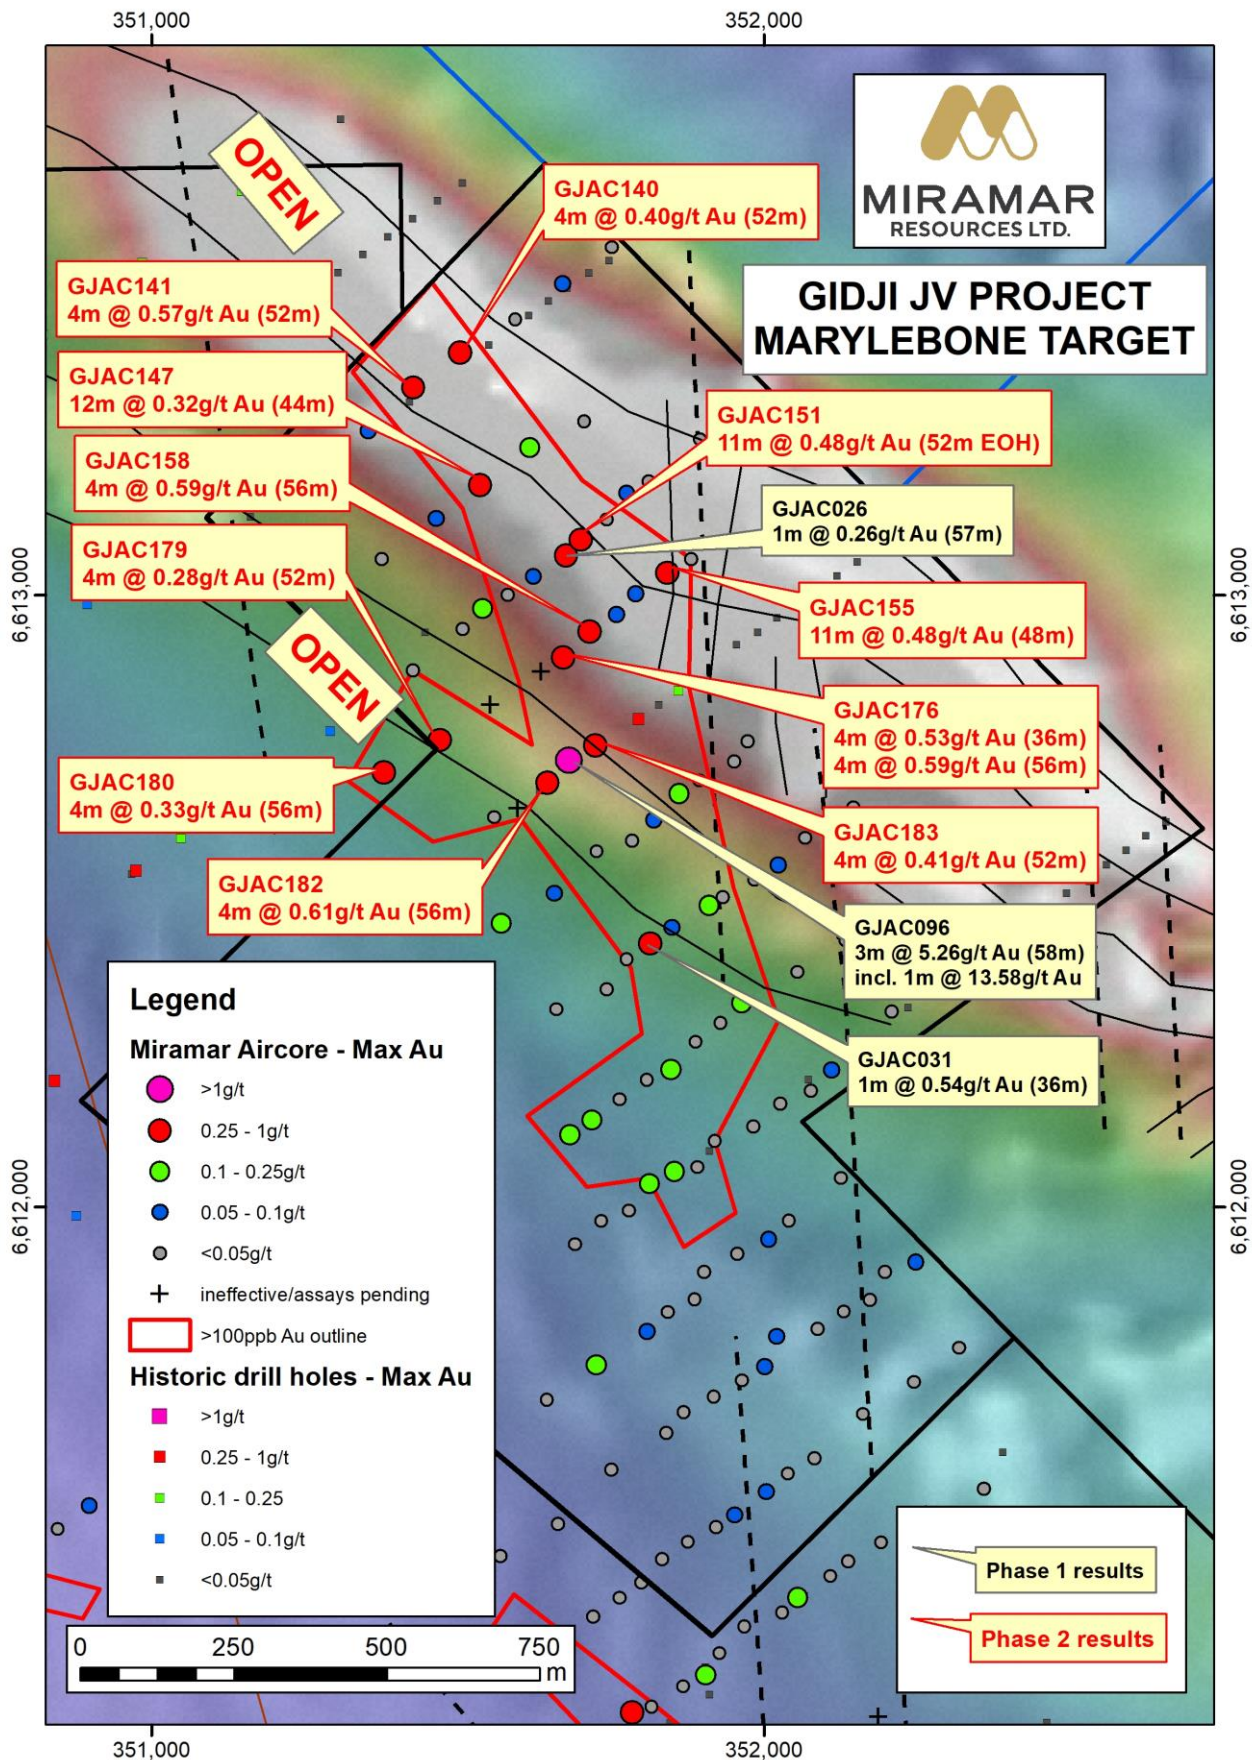 351,000
352,000
MIRAMAR
RESOURCES LTD.
GIDJI JV PROJECT
MARYLEBONE TARGET
OPEN
GJAC140
4m @ 0.40g/t Au (52m)
GJAC141
4m @ 0.57g/t Au (52m)
GJAC147
12m @ 0.32g/t Au (44m)
GJAC151
11m @ 0.48g/t Au (52m EOH)
GJAC158
4m @ 0.59g/t Au (56m)
GJAC026
1m @ 0.26g/t Au (57m)
GJAC179
4m @ 0.28g/t Au (52m)
6,613,000
6,613,000
GJAC155
11m @ 0.48g/t Au (48m)
OPEN
GJAC176
4m @ 0.53g/t Au (36m)
4m @ 0.59g/t Au (56m)
GJAC180
4m @ 0.33g/t Au (56m)
GJAC183
4m @ 0.41g/t Au (52m)
GJAC182
4m @ 0.61g/t Au (56m)
GJAC096
3m @ 5.26g/t Au (58m)
incl. 1m @ 13.58g/t Au
GJAC031
1m @ 0.54g/t Au (36m)
6,612,000
6,612,000
Legend
Miramar Aircore - Max Au
>1g/t
0.25 - 1g/t
0.1 - 0.25g/t
0.05 - 0.1g/t
<0.05g/t
ineffective/assays pending
>100ppb Au outline
Historic drill holes - Max Au
>1g/t
0.25 - 1g/t
0.1 - 0.25
0.05 - 0.1g/t
<0.05g/t
Phase 1 results
Phase 2 results
0 250 500 750
m
351,000
352,000